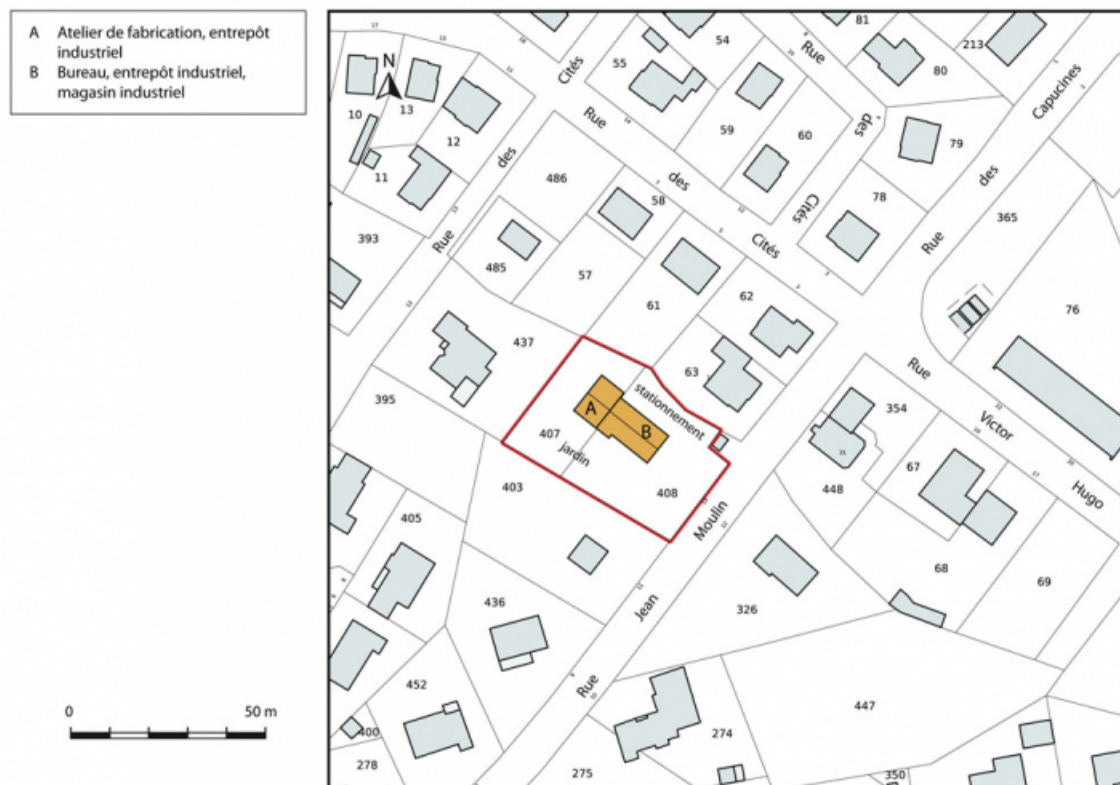 A Atelier de fabrication, entrepôt
industriel
B Bureau, entrepôt industriel,
magasin industriel
0 50 m
N
17
13
10
13
12
11
393
Rue des Cités
486
485
57
58
Rue des Cités
55
54
59
60
Rue des Cités
81
80
213
79
78
Rue des Capucines
365
76
61
62
63
437
395
stationnement
A
B
407
jardin
408
403
405
436
452
400
278
Rue Jean Moulin
354
448
67
Rue Victor Hugo
68
69
326
447
274
275
350